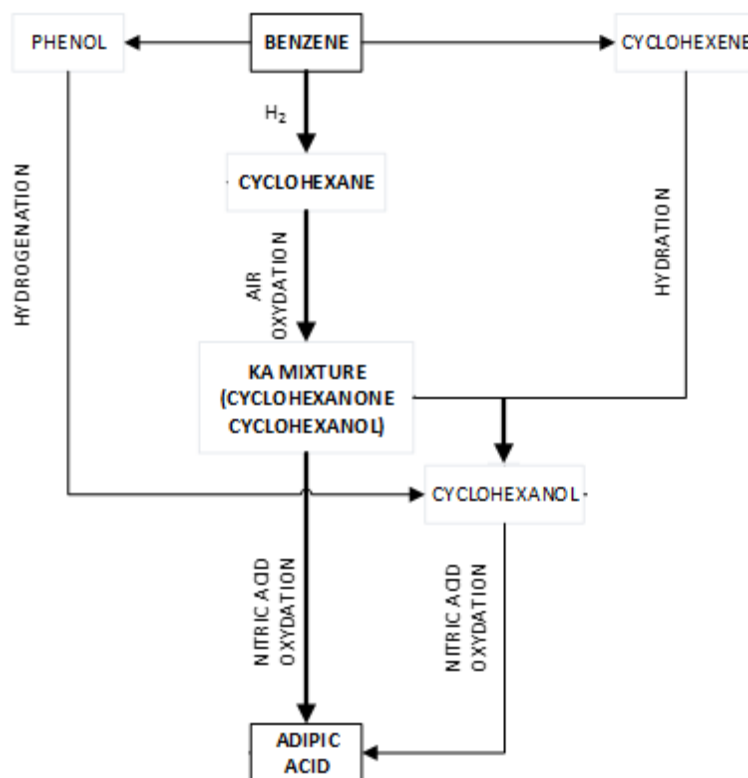 PHENOL
BENZENE
CYCLOHEXENE
H₂
CYCLOHEXANE
HYDROGENATION
AIR
OXYDATION
HYDRATION
KA MIXTURE
(CYCLOHEXANONE
CYCLOHEXANOL)
CYCLOHEXANOL
NITRIC ACID
OXYDATION
NITRIC ACID
OXYDATION
ADIPIC
ACID